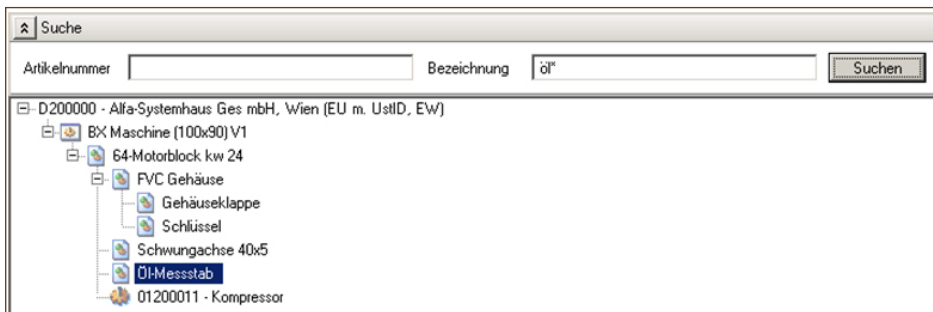 Suche
Artikelnummer Bezeichnung öl* Suchen
D200000 - Alfa-Systemhaus Ges mbH, Wien (EU m. UstID, EW)
BX Maschine (100x90) V1
64-Motorblock kw 24
FVC Gehäuse
Gehäuseklappe
Schlüssel
Schwungachse 40x5
Öl-Messstab
01200011 - Kompressor